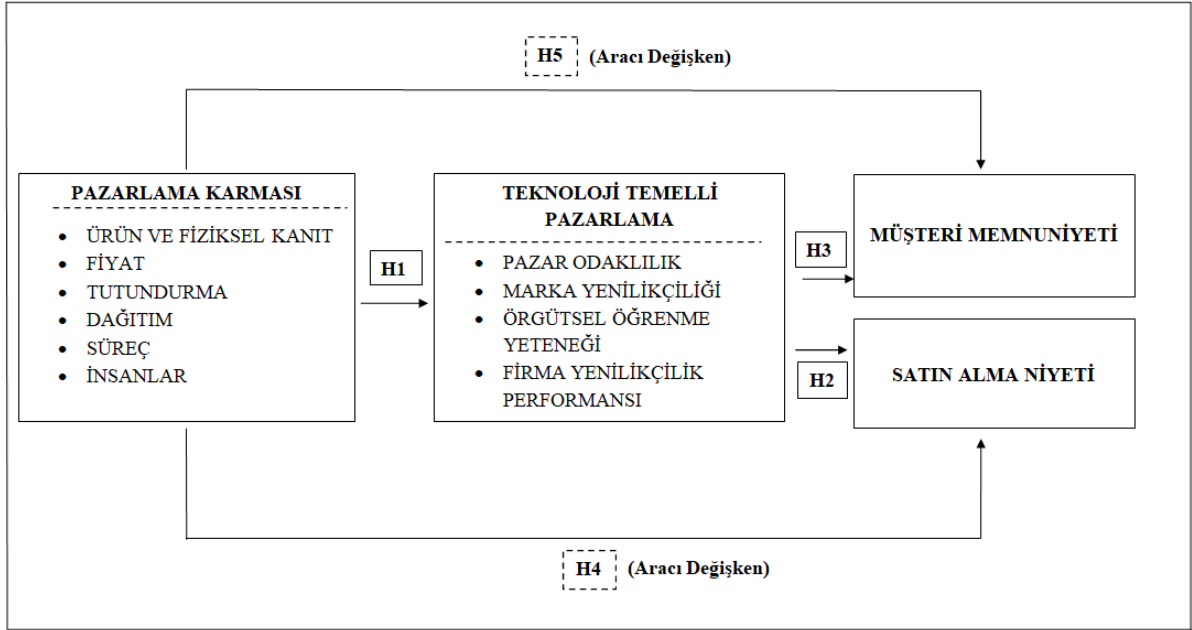 H5 (Aracı Değişken)
PAZARLAMA KARMASI
• ÜRÜN VE FİZİKSEL KANIT
• FİYAT
• TUTUNDURMA
• DAĞITIM
• SÜREÇ
• İNSANLAR
H1
TEKNOLOJİ TEMELLİ
PAZARLAMA
• PAZAR ODAKLILIK
• MARKA YENİLİKÇİLİĞİ
• ÖRGÜTSEL ÖĞRENME
YETENEĞİ
• FİRMA YENİLİKÇİLİK
PERFORMANSI
H3
H2
MÜŞTERİ MEMNUNİYETİ
SATIN ALMA NİYETİ
H4 (Aracı Değişken)